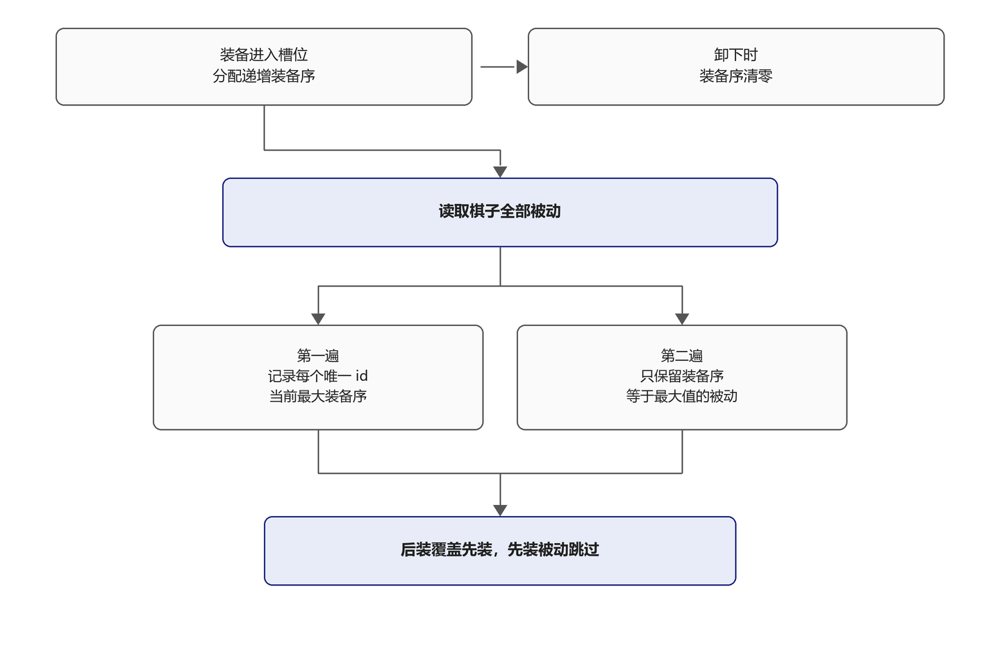 装备进入槽位
分配递增装备序
卸下时
装备序清零
读取棋子全部被动
第一遍
记录每个唯一 id
当前最大装备序
第二遍
只保留装备序
等于最大值的被动
后装覆盖先装，先装被动跳过